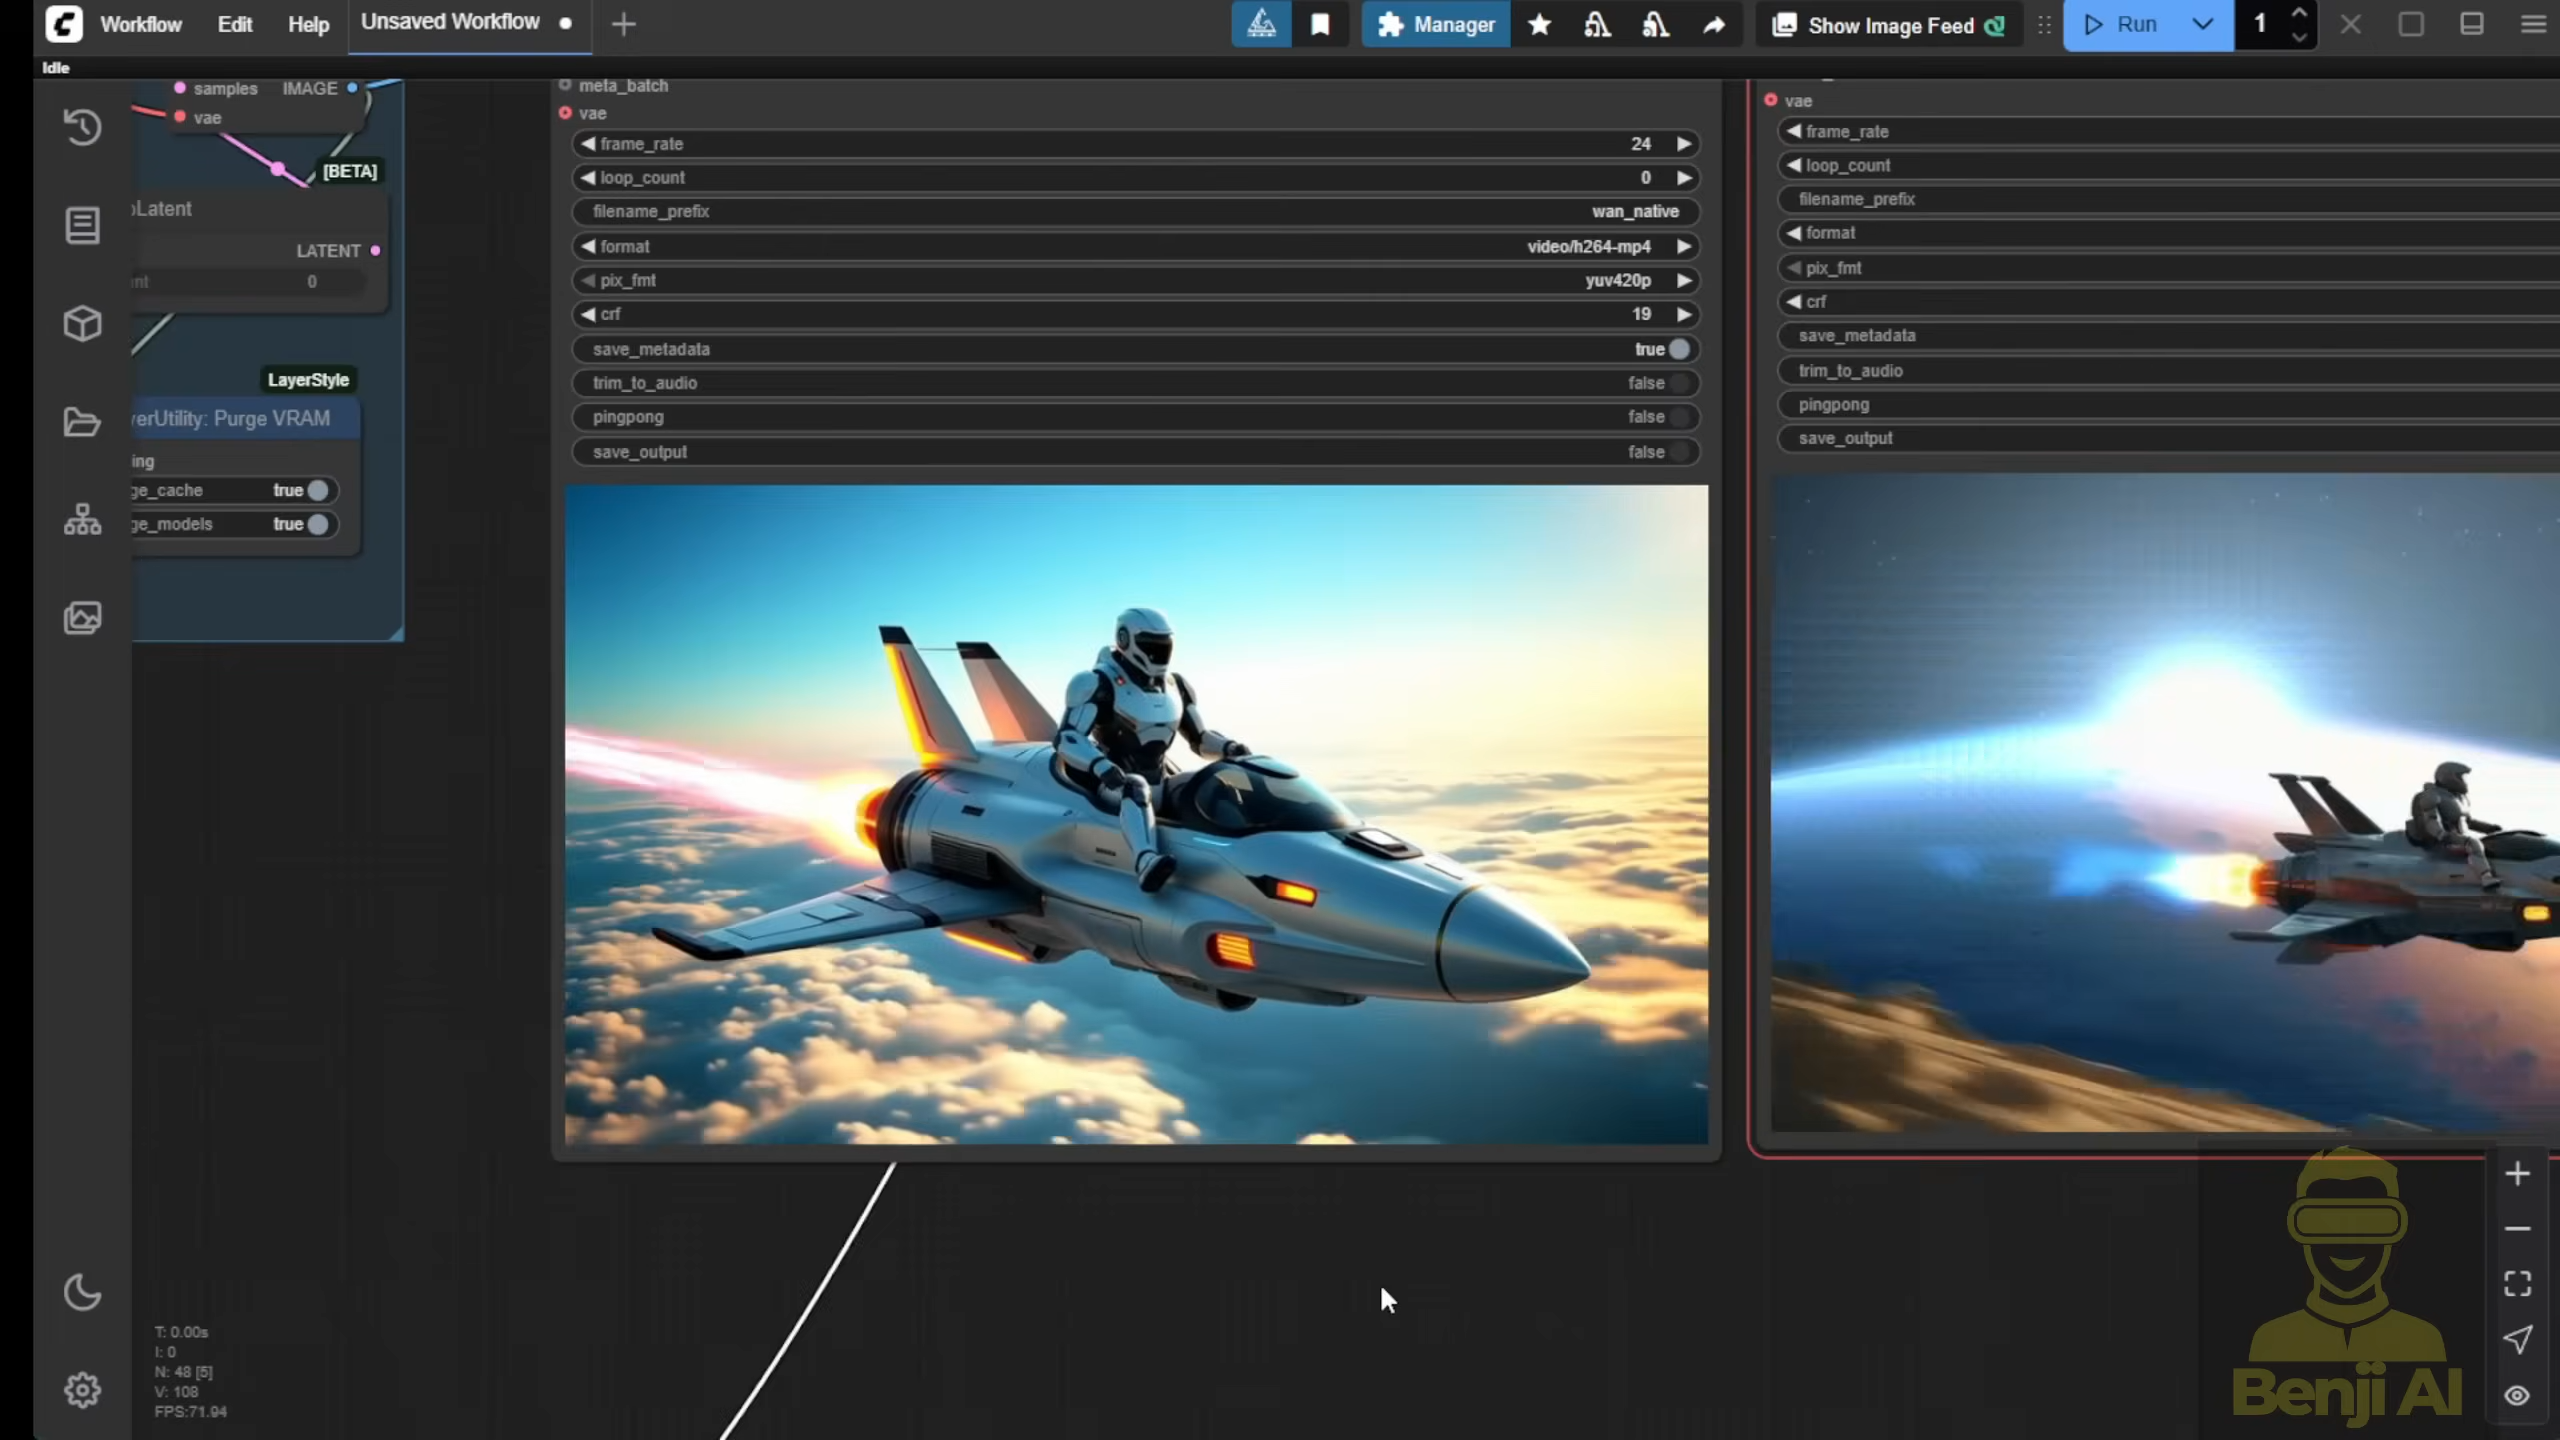 Workflow Edit Help Unsaved Workflow
Manager Show Image Feed Run 1
Idle
samples IMAGE
vae
[BETA]
oLatent
LATENT
nt 0
LayerStyle
yerUtility: Purge VRAM
ing
ge_cache true
ge_models true
meta_batch
vae
frame_rate 24
loop_count 0
filename_prefix wan_native
format video/h264-mp4
pix_fmt yuv420p
crf 19
save_metadata true
trim_to_audio false
pingpong false
save_output false
vae
frame_rate
loop_count
filename_prefix
format
pix_fmt
crf
save_metadata
trim_to_audio
pingpong
save_output
T: 0.00s
I: 0
N: 48 [5]
V: 108
FPS:71.94
Benji AI